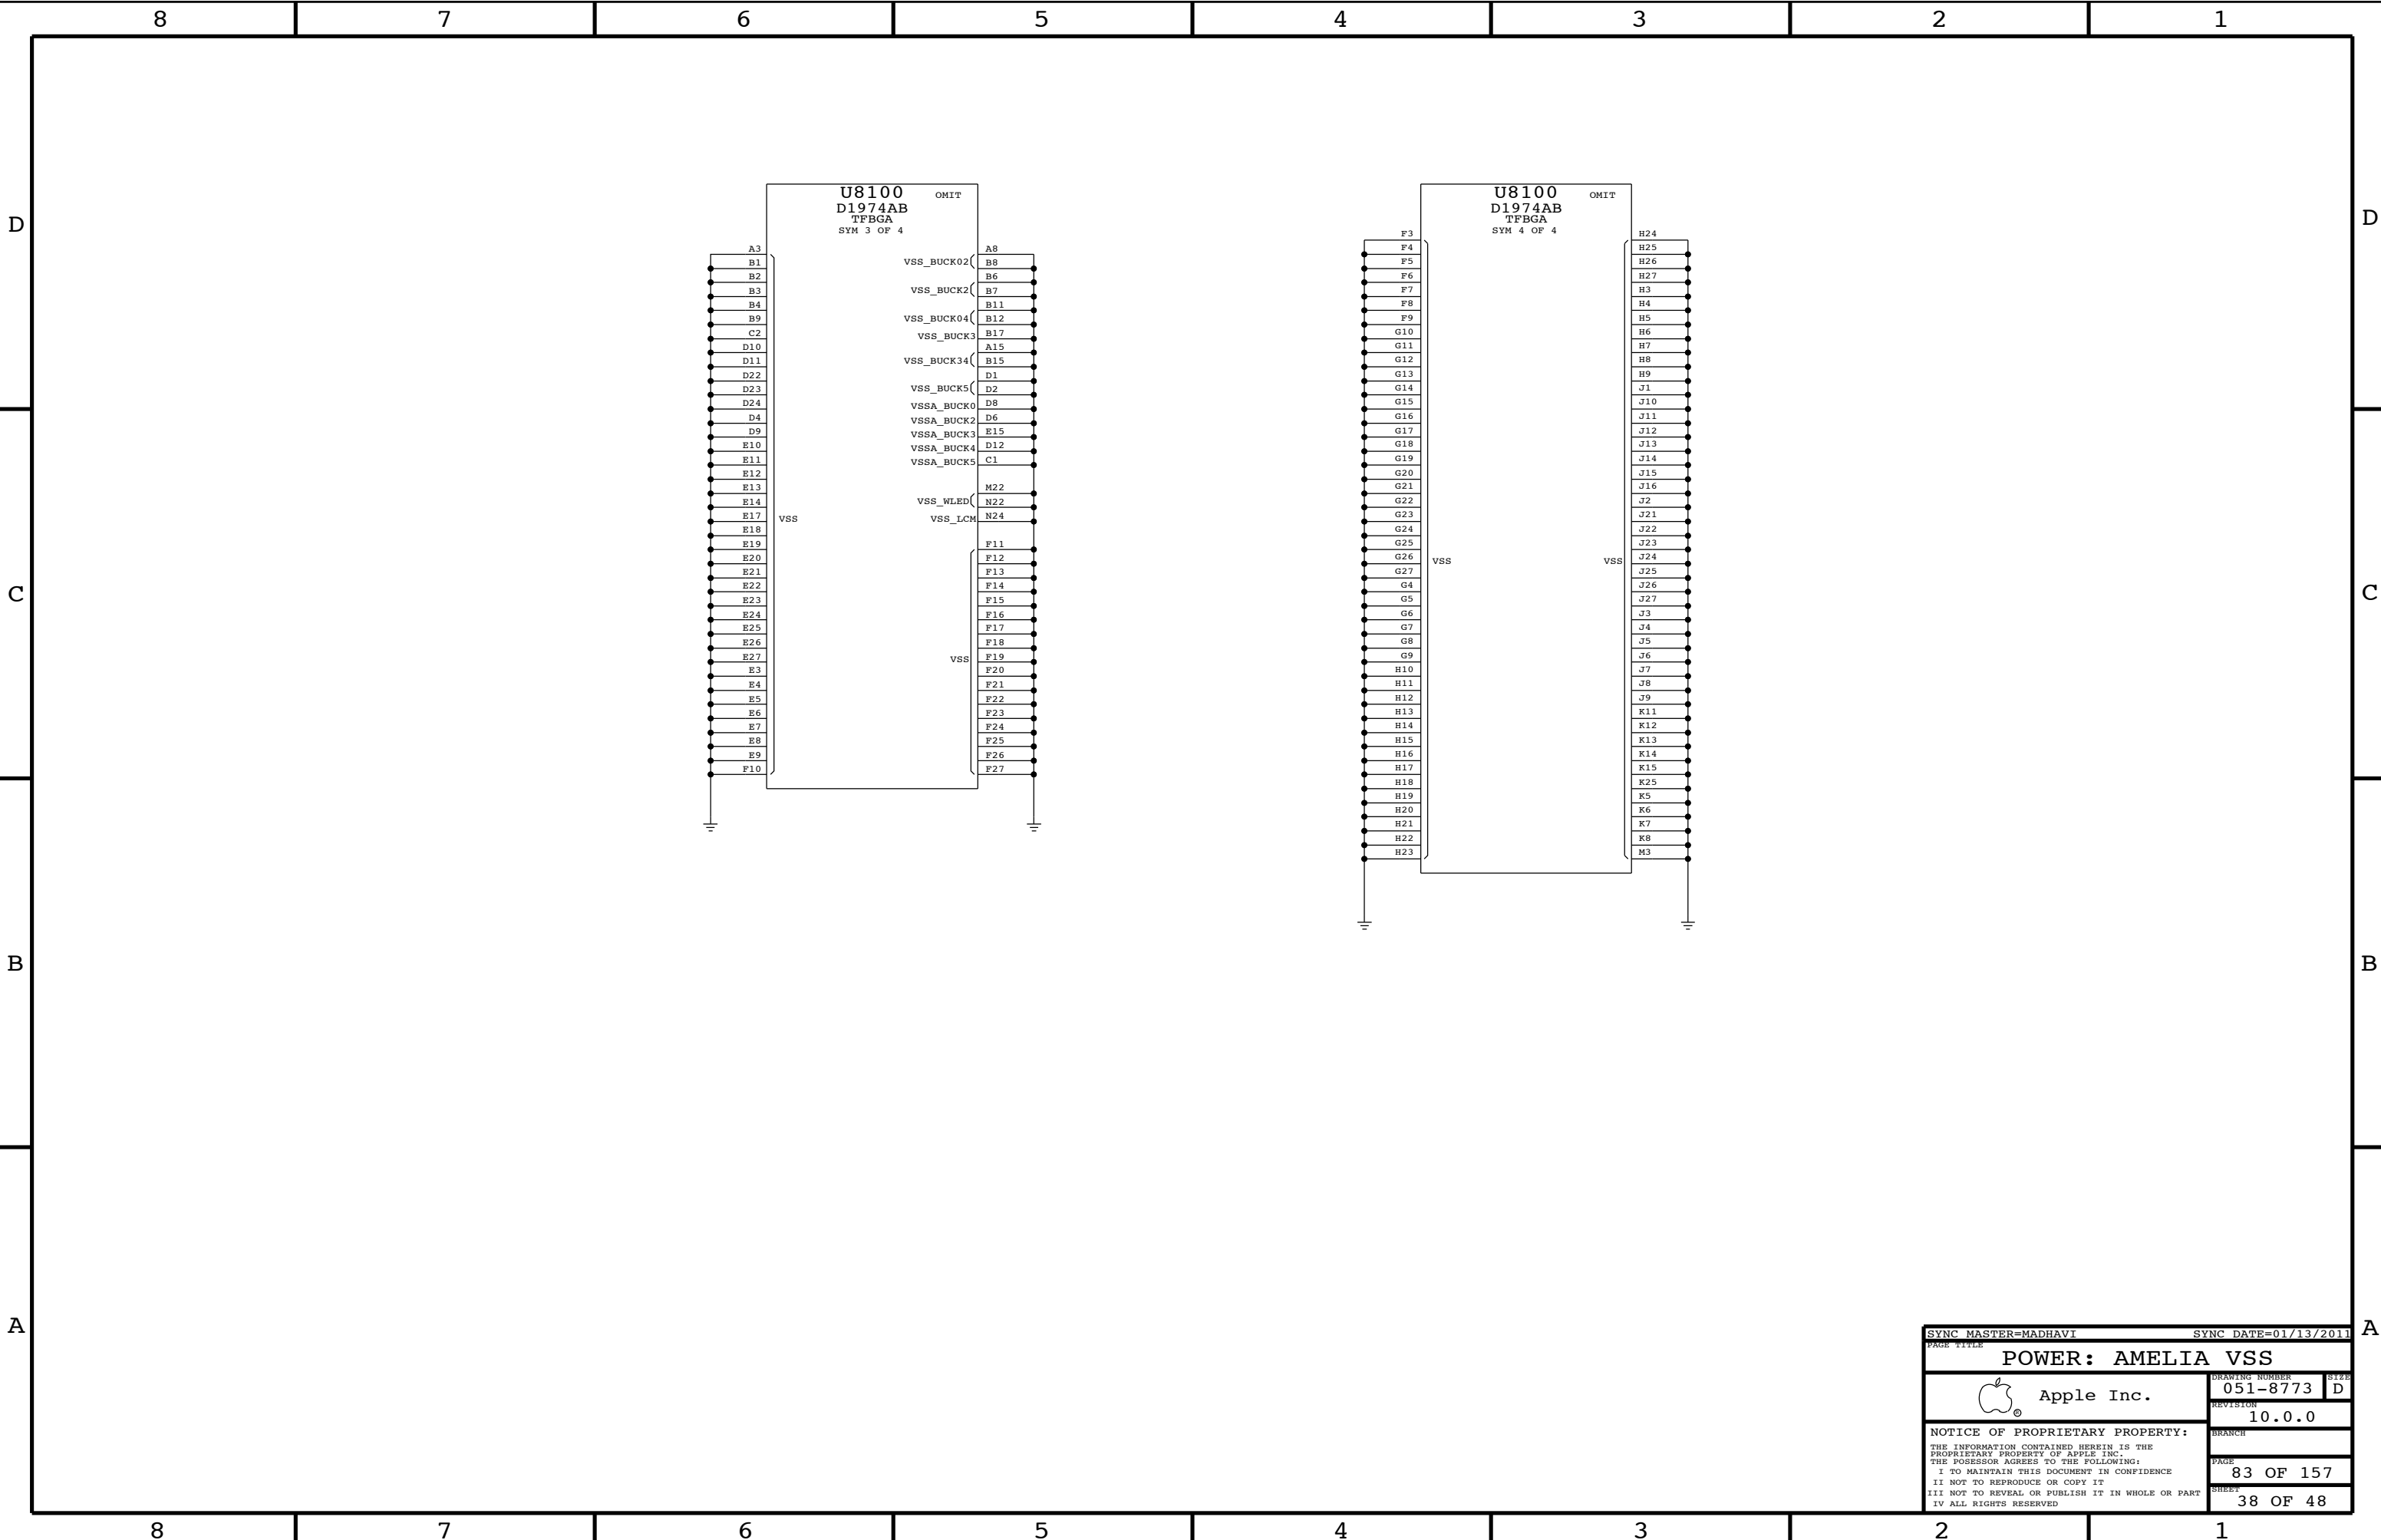 8 7 6 5 4 3 2 1
D D
C C
B B
A A
U8100 OMIT
D1974AB
TFBGA
SYM 3 OF 4
A3
B1
B2
B3
B4
B9
C2
D10
D11
D22
D23
D24
D4
D9
E10
E11
E12
E13
E14
E17
E18
E19
E20
E21
E22
E23
E24
E25
E26
E27
E3
E4
E5
E6
E7
E8
E9
F10
VSS
VSS_BUCK02 A8
B8
B6
VSS_BUCK2 B7
B11
VSS_BUCK04 B12
VSS_BUCK3 B17
A15
VSS_BUCK34 B15
D1
VSS_BUCK5 D2
VSSA_BUCK0 D8
VSSA_BUCK2 D6
VSSA_BUCK3 E15
VSSA_BUCK4 D12
VSSA_BUCK5 C1
M22
VSS_WLED N22
VSS_LCM N24
F11
F12
F13
F14
F15
F16
F17
F18
VSS F19
F20
F21
F22
F23
F24
F25
F26
F27
U8100 OMIT
D1974AB
TFBGA
SYM 4 OF 4
F3
F4
F5
F6
F7
F8
F9
G10
G11
G12
G13
G14
G15
G16
G17
G18
G19
G20
G21
G22
G23
G24
G25
G26
G27
G4
G5
G6
G7
G8
G9
H10
H11
H12
H13
H14
H15
H16
H17
H18
H19
H20
H21
H22
H23
VSS VSS
H24
H25
H26
H27
H3
H4
H5
H6
H7
H8
H9
J1
J10
J11
J12
J13
J14
J15
J16
J2
J21
J22
J23
J24
J25
J26
J27
J3
J4
J5
J6
J7
J8
J9
K11
K12
K13
K14
K15
K25
K5
K6
K7
K8
M3
SYNC MASTER=MADHAVI SYNC DATE=01/13/2011
PAGE TITLE
POWER: AMELIA VSS
Apple Inc.
®
DRAWING NUMBER
051-8773
SIZE
D
REVISION
10.0.0
BRANCH
PAGE
83 OF 157
SHEET
38 OF 48
NOTICE OF PROPRIETARY PROPERTY:
THE INFORMATION CONTAINED HEREIN IS THE
PROPRIETARY PROPERTY OF APPLE INC.
THE POSESSOR AGREES TO THE FOLLOWING:
I TO MAINTAIN THIS DOCUMENT IN CONFIDENCE
II NOT TO REPRODUCE OR COPY IT
III NOT TO REVEAL OR PUBLISH IT IN WHOLE OR PART
IV ALL RIGHTS RESERVED
8 7 6 5 4 3 2 1